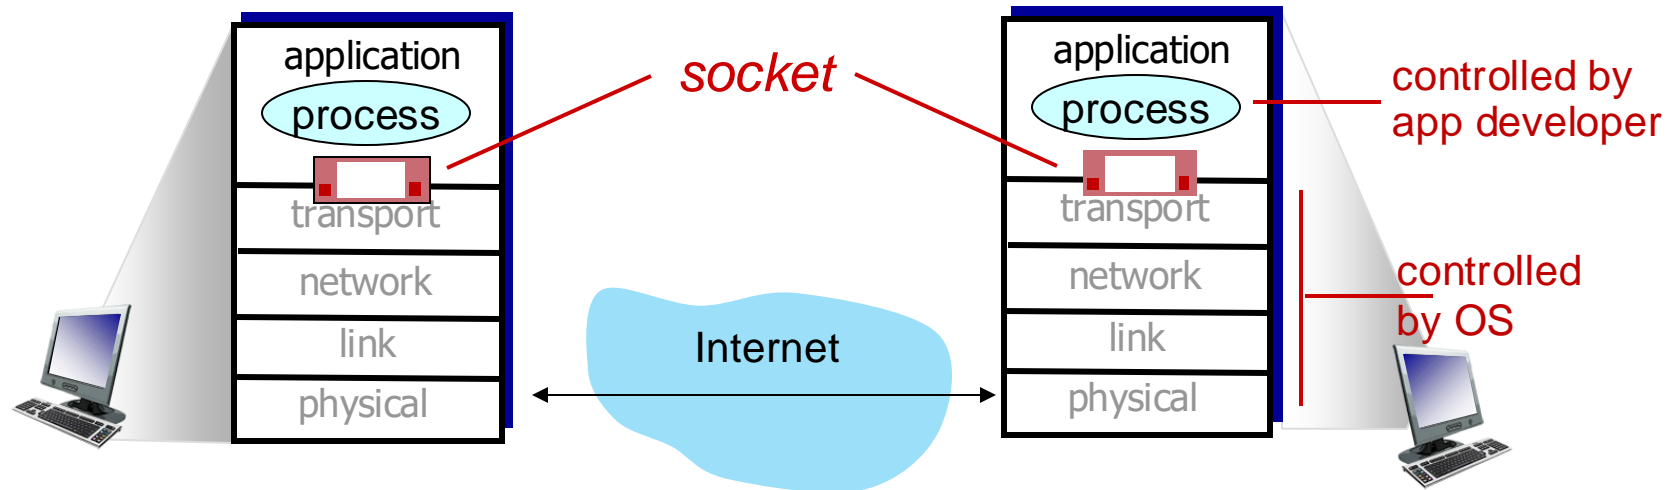 application
process
transport
network
link
physical
socket
Internet
application
process
transport
network
link
physical
controlled by
app developer
controlled
by OS